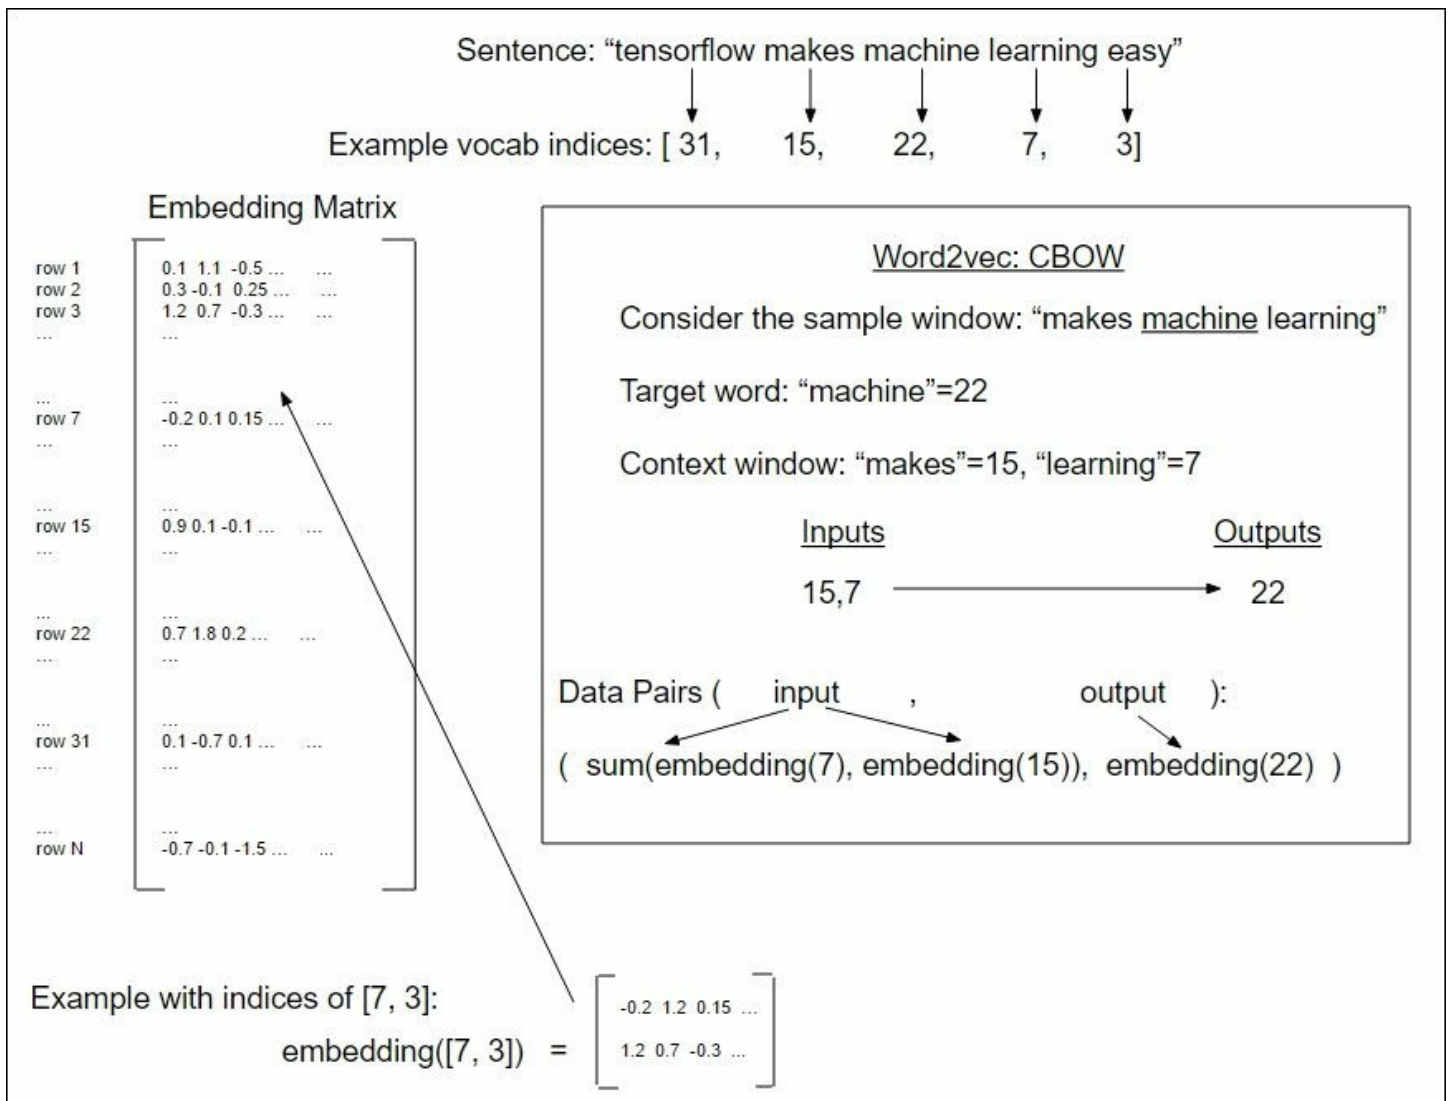 Sentence: “tensorflow makes machine learning easy”
Example vocab indices: [ 31, 15, 22, 7, 3]
Embedding Matrix
row 1 0.1 1.1 -0.5 ... ...
row 2 0.3 -0.1 0.25 ... ...
row 3 1.2 0.7 -0.3 ... ...
... ...
... ...
row 7 -0.2 0.1 0.15 ... ...
... ...
... ...
row 15 0.9 0.1 -0.1 ... ...
... ...
... ...
row 22 0.7 1.8 0.2 ... ...
... ...
... ...
row 31 0.1 -0.7 0.1 ... ...
... ...
... ...
row N -0.7 -0.1 -1.5 ... ...
Word2vec: CBOW
Consider the sample window: “makes machine learning”
Target word: “machine”=22
Context window: “makes”=15, “learning”=7
Inputs Outputs
15,7 22
Data Pairs ( input , output ):
( sum(embedding(7), embedding(15)), embedding(22) )
Example with indices of [7, 3]:
embedding([7, 3]) =
-0.2 1.2 0.15 ...
1.2 0.7 -0.3 ...